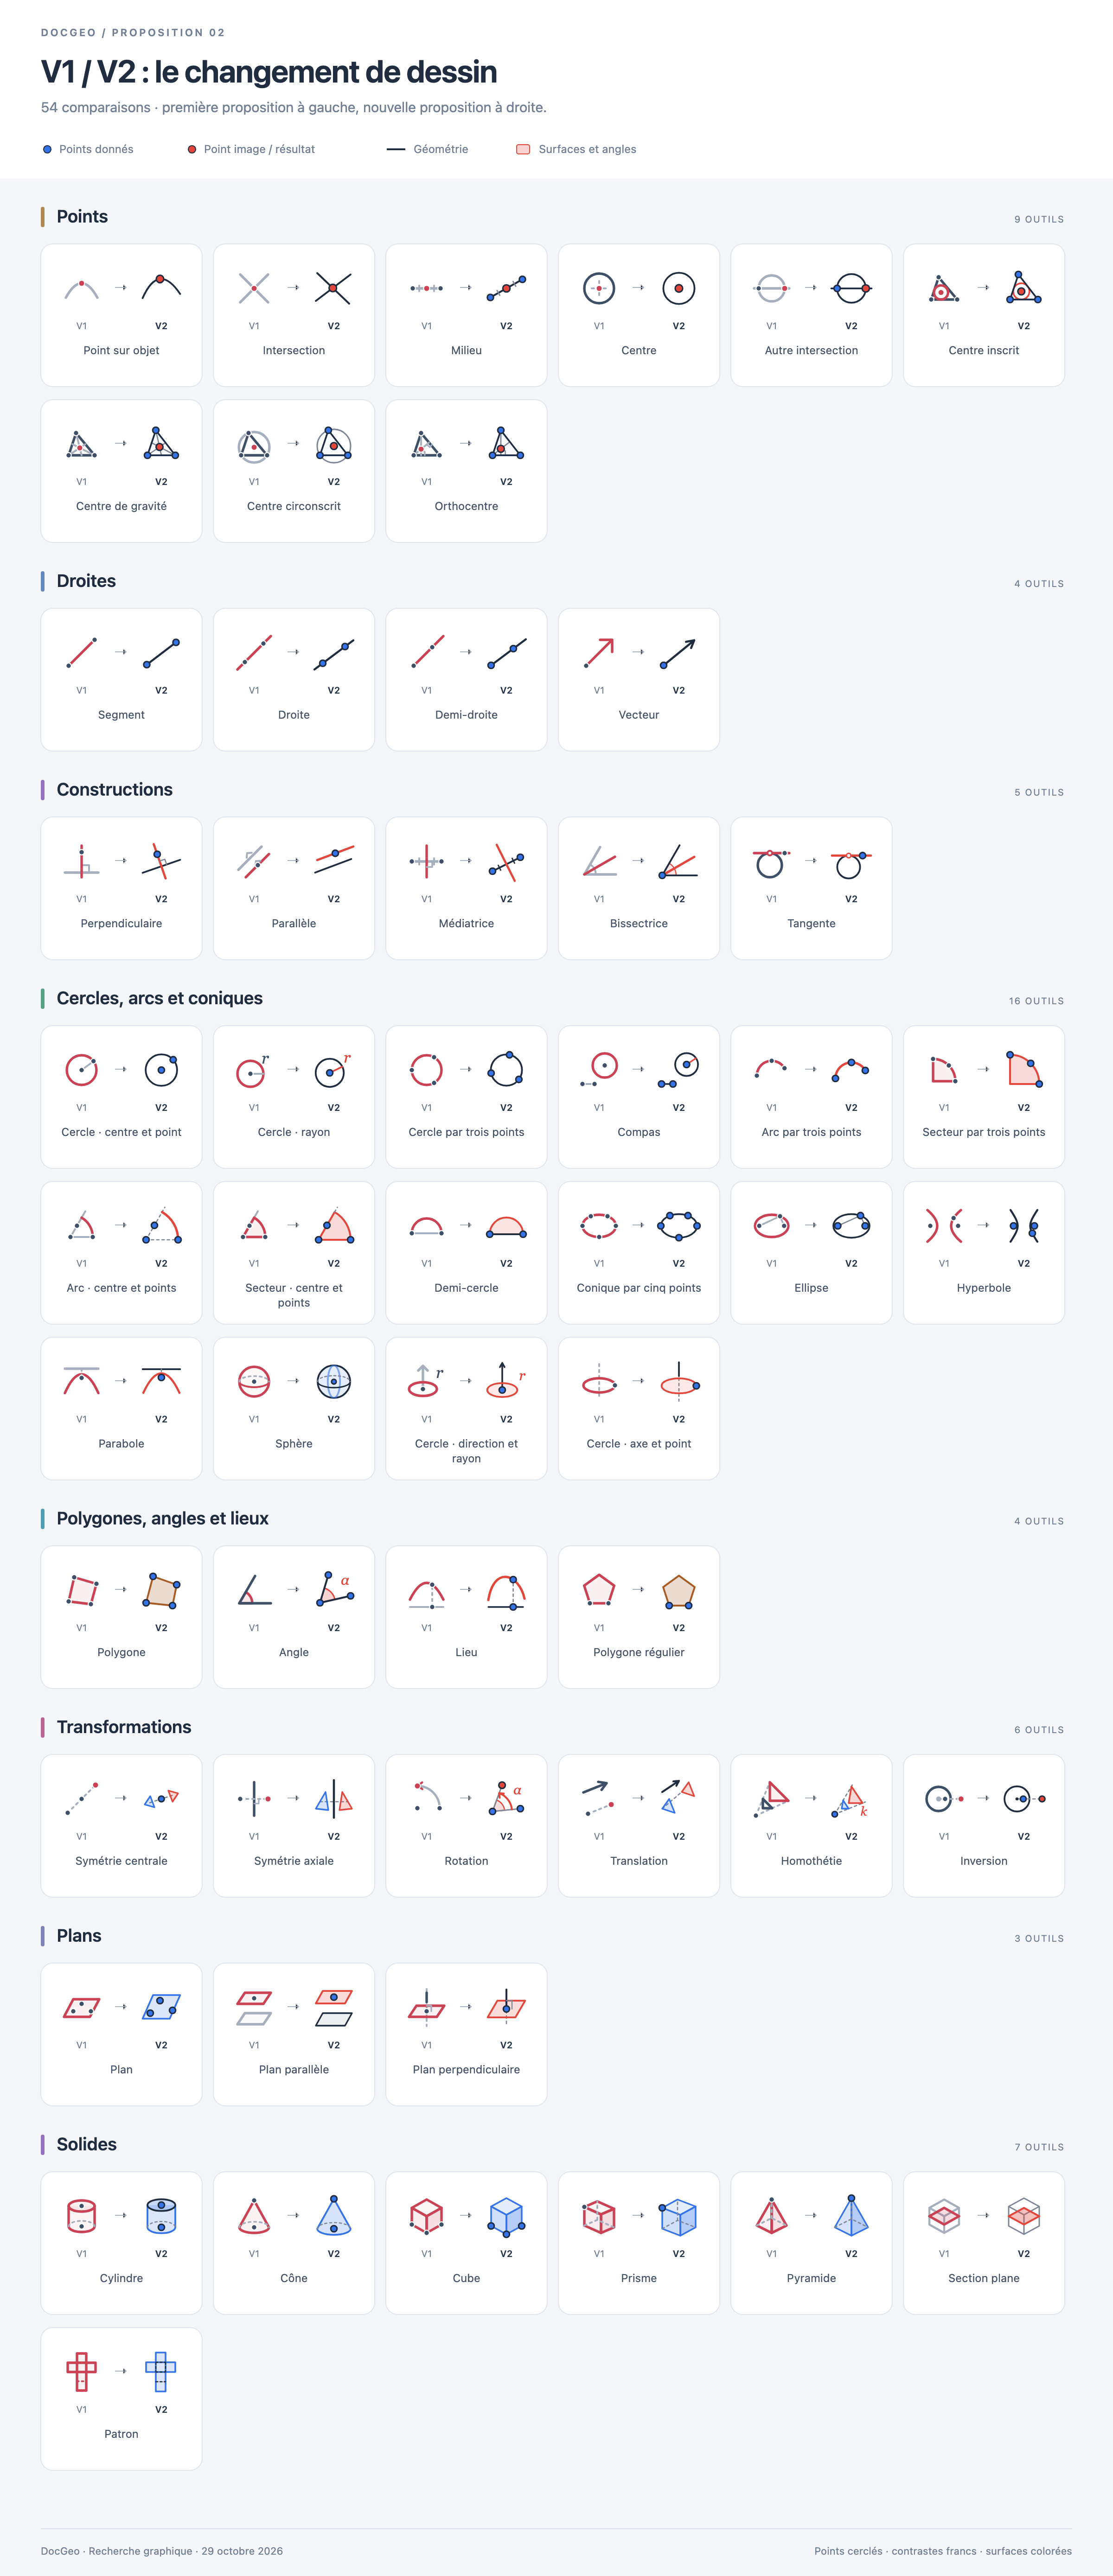 DOCGEO / PROPOSITION 02
V1 / V2 : le changement de dessin
54 comparaisons · première proposition à gauche, nouvelle proposition à droite.
Points donnés
Point image / résultat
Géométrie
Surfaces et angles
Points
9 OUTILS
V1 V2
Point sur objet
V1 V2
Intersection
V1 V2
Milieu
V1 V2
Centre
V1 V2
Autre intersection
V1 V2
Centre inscrit
V1 V2
Centre de gravité
V1 V2
Centre circonscrit
V1 V2
Orthocentre
Droites
4 OUTILS
V1 V2
Segment
V1 V2
Droite
V1 V2
Demi-droite
V1 V2
Vecteur
Constructions
5 OUTILS
V1 V2
Perpendiculaire
V1 V2
Parallèle
V1 V2
Médiatrice
V1 V2
Bissectrice
V1 V2
Tangente
Cercles, arcs et coniques
16 OUTILS
V1 V2
Cercle · centre et point
r r
V1 V2
Cercle · rayon
V1 V2
Cercle par trois points
V1 V2
Compas
V1 V2
Arc par trois points
V1 V2
Secteur par trois points
V1 V2
Arc · centre et points
V1 V2
Secteur · centre et
points
V1 V2
Demi-cercle
V1 V2
Conique par cinq points
V1 V2
Ellipse
V1 V2
Hyperbole
V1 V2
Parabole
V1 V2
Sphère
r r
V1 V2
Cercle · direction et
rayon
V1 V2
Cercle · axe et point
Polygones, angles et lieux
4 OUTILS
V1 V2
Polygone
α
V1 V2
Angle
V1 V2
Lieu
V1 V2
Polygone régulier
Transformations
6 OUTILS
V1 V2
Symétrie centrale
V1 V2
Symétrie axiale
α
V1 V2
Rotation
V1 V2
Translation
k
V1 V2
Homothétie
V1 V2
Inversion
Plans
3 OUTILS
V1 V2
Plan
V1 V2
Plan parallèle
V1 V2
Plan perpendiculaire
Solides
7 OUTILS
V1 V2
Cylindre
V1 V2
Cône
V1 V2
Cube
V1 V2
Prisme
V1 V2
Pyramide
V1 V2
Section plane
V1 V2
Patron
DocGeo · Recherche graphique · 29 octobre 2026
Points cerclés · contrastes francs · surfaces colorées